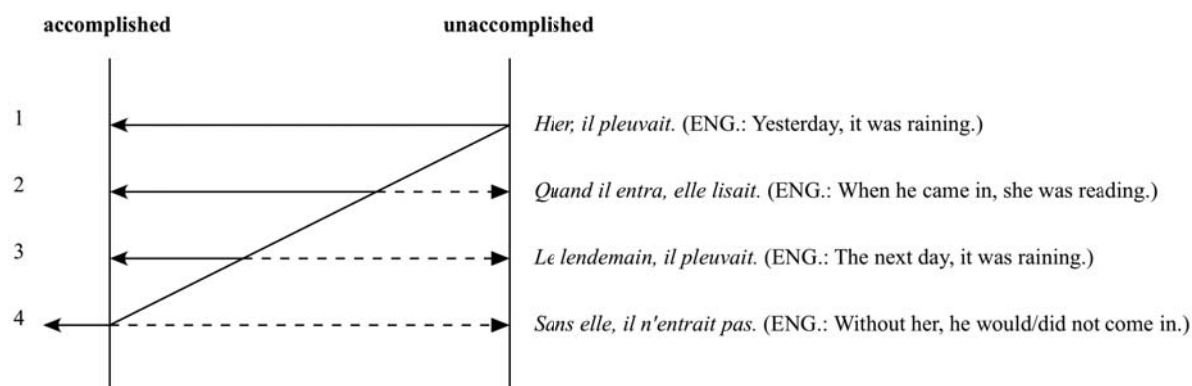 accomplished unaccomplished
1 Hier, il pleuvait. (ENG.: Yesterday, it was raining.)
2 Quand il entra, elle lisait. (ENG.: When he came in, she was reading.)
3 Le lendemain, il pleuvait. (ENG.: The next day, it was raining.)
4 Sans elle, il n'entrait pas. (ENG.: Without her, he would/did not come in.)